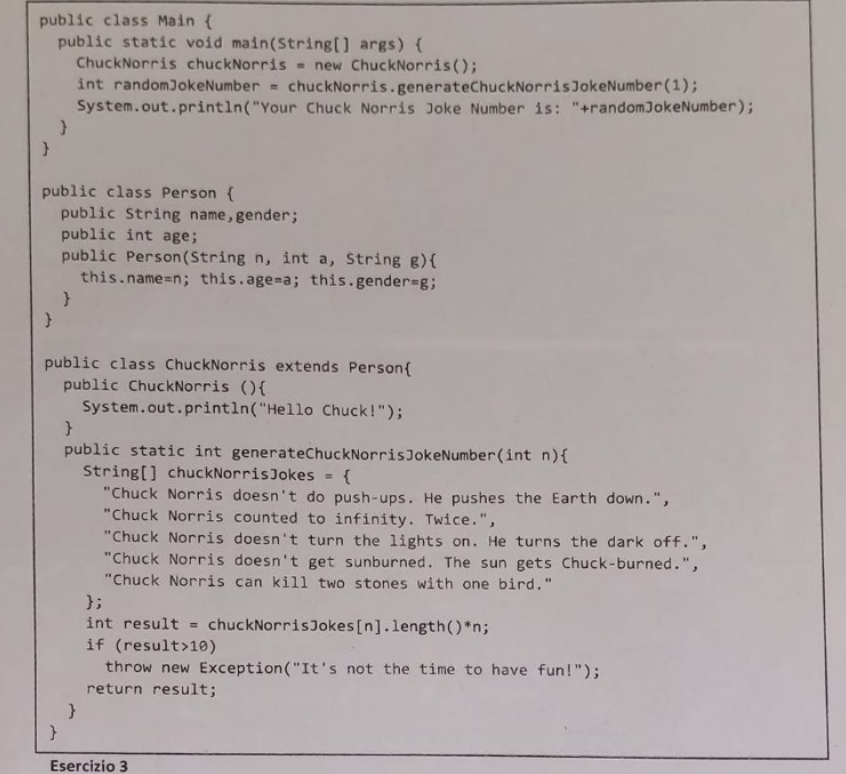 public class Main {
public static void main(String[] args) {
ChuckNorris chuckNorris = new ChuckNorris();
int randomJokeNumber = chuckNorris.generateChuckNorrisJokeNumber(1);
System.out.println("Your Chuck Norris Joke Number is: "+randomJokeNumber);
}
}
public class Person {
public String name,gender;
public int age;
public Person(String n, int a, String g){
this.name=n; this.age=a; this.gender=g;
}
}
public class ChuckNorris extends Person{
public ChuckNorris (){
System.out.println("Hello Chuck!");
}
public static int generateChuckNorrisJokeNumber(int n){
String[] chuckNorrisJokes = {
"Chuck Norris doesn't do push-ups. He pushes the Earth down.",
"Chuck Norris counted to infinity. Twice.",
"Chuck Norris doesn't turn the lights on. He turns the dark off.",
"Chuck Norris doesn't get sunburned. The sun gets Chuck-burned.",
"Chuck Norris can kill two stones with one bird."
};
int result = chuckNorrisJokes[n].length()*n;
if (result>10)
throw new Exception("It's not the time to have fun!");
return result;
}
}
Esercizio 3